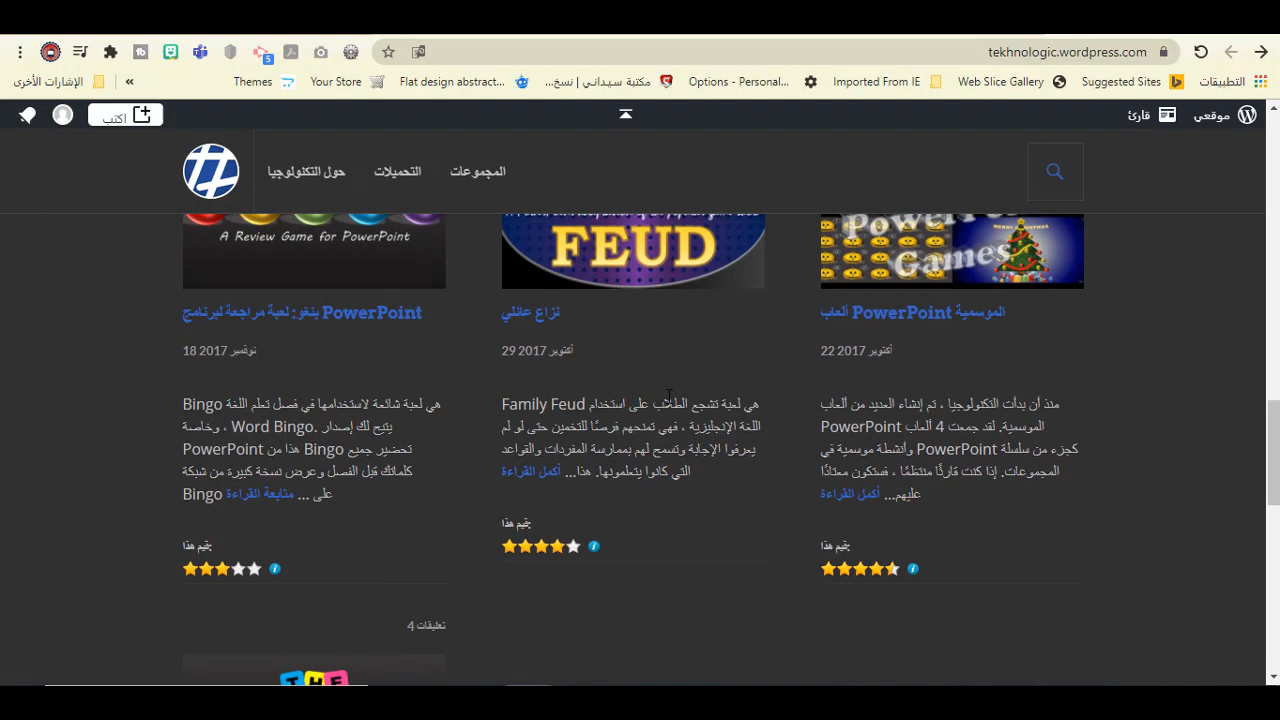 tekhnologic.wordpress.com
5
التطبيقات
Suggested Sites
Web Slice Gallery
Imported From IE
Options - Personal...
مكتبة سيداتي | نسخ...
Flat design abstract...
Your Store
Themes
»
الإشارات الأخرى
موقعي
قارئ
اكتب
حول التكنولوجيا
التحميلات
المجموعات
A Review Game for PowerPoint
FEUD
PowerPoint
Games
MERRY
بنغو: لعبة مراجعة لبرنامج PowerPoint
نوفمبر 2017 18
هي لعبة شائعة لاستخدامها في فصل تعلم اللغة Bingo
يتيح لك إصدار .Word Bingo ، وخاصة
تحضير جميع Bingo هذا من PowerPoint
كلماتك قبل الفصل وعرض نسخة كبيرة من شبكة
على ... متابعة القراءة Bingo
قيم هذا:
تعليقات 4
THE
نزاع عائلي
أكتوبر 2017 29
هي لعبة تشجع الطلاب على استخدام Family Feud
اللغة الإنجليزية ، فهي تمنحهم فرصًا للتخمين حتى لو لم
يعرفوا الإجابة وتسمح لهم بممارسة المفردات والقواعد
التي كانوا يتعلمونها. هذا... أكمل القراءة
قيم هذا:
الموسمية PowerPoint ألعاب
أكتوبر 2017 22
منذ أن بدأت التكنولوجيا ، تم إنشاء العديد من ألعاب
الموسمية. لقد جمعت 4 ألعاب PowerPoint
وأنشطة موسمية في PowerPoint كجزء من سلسلة
المجموعات. إذا كنت قارئًا منتظمًا ، فستكون معتادًا
عليهم... أكمل القراءة
قيم هذا: